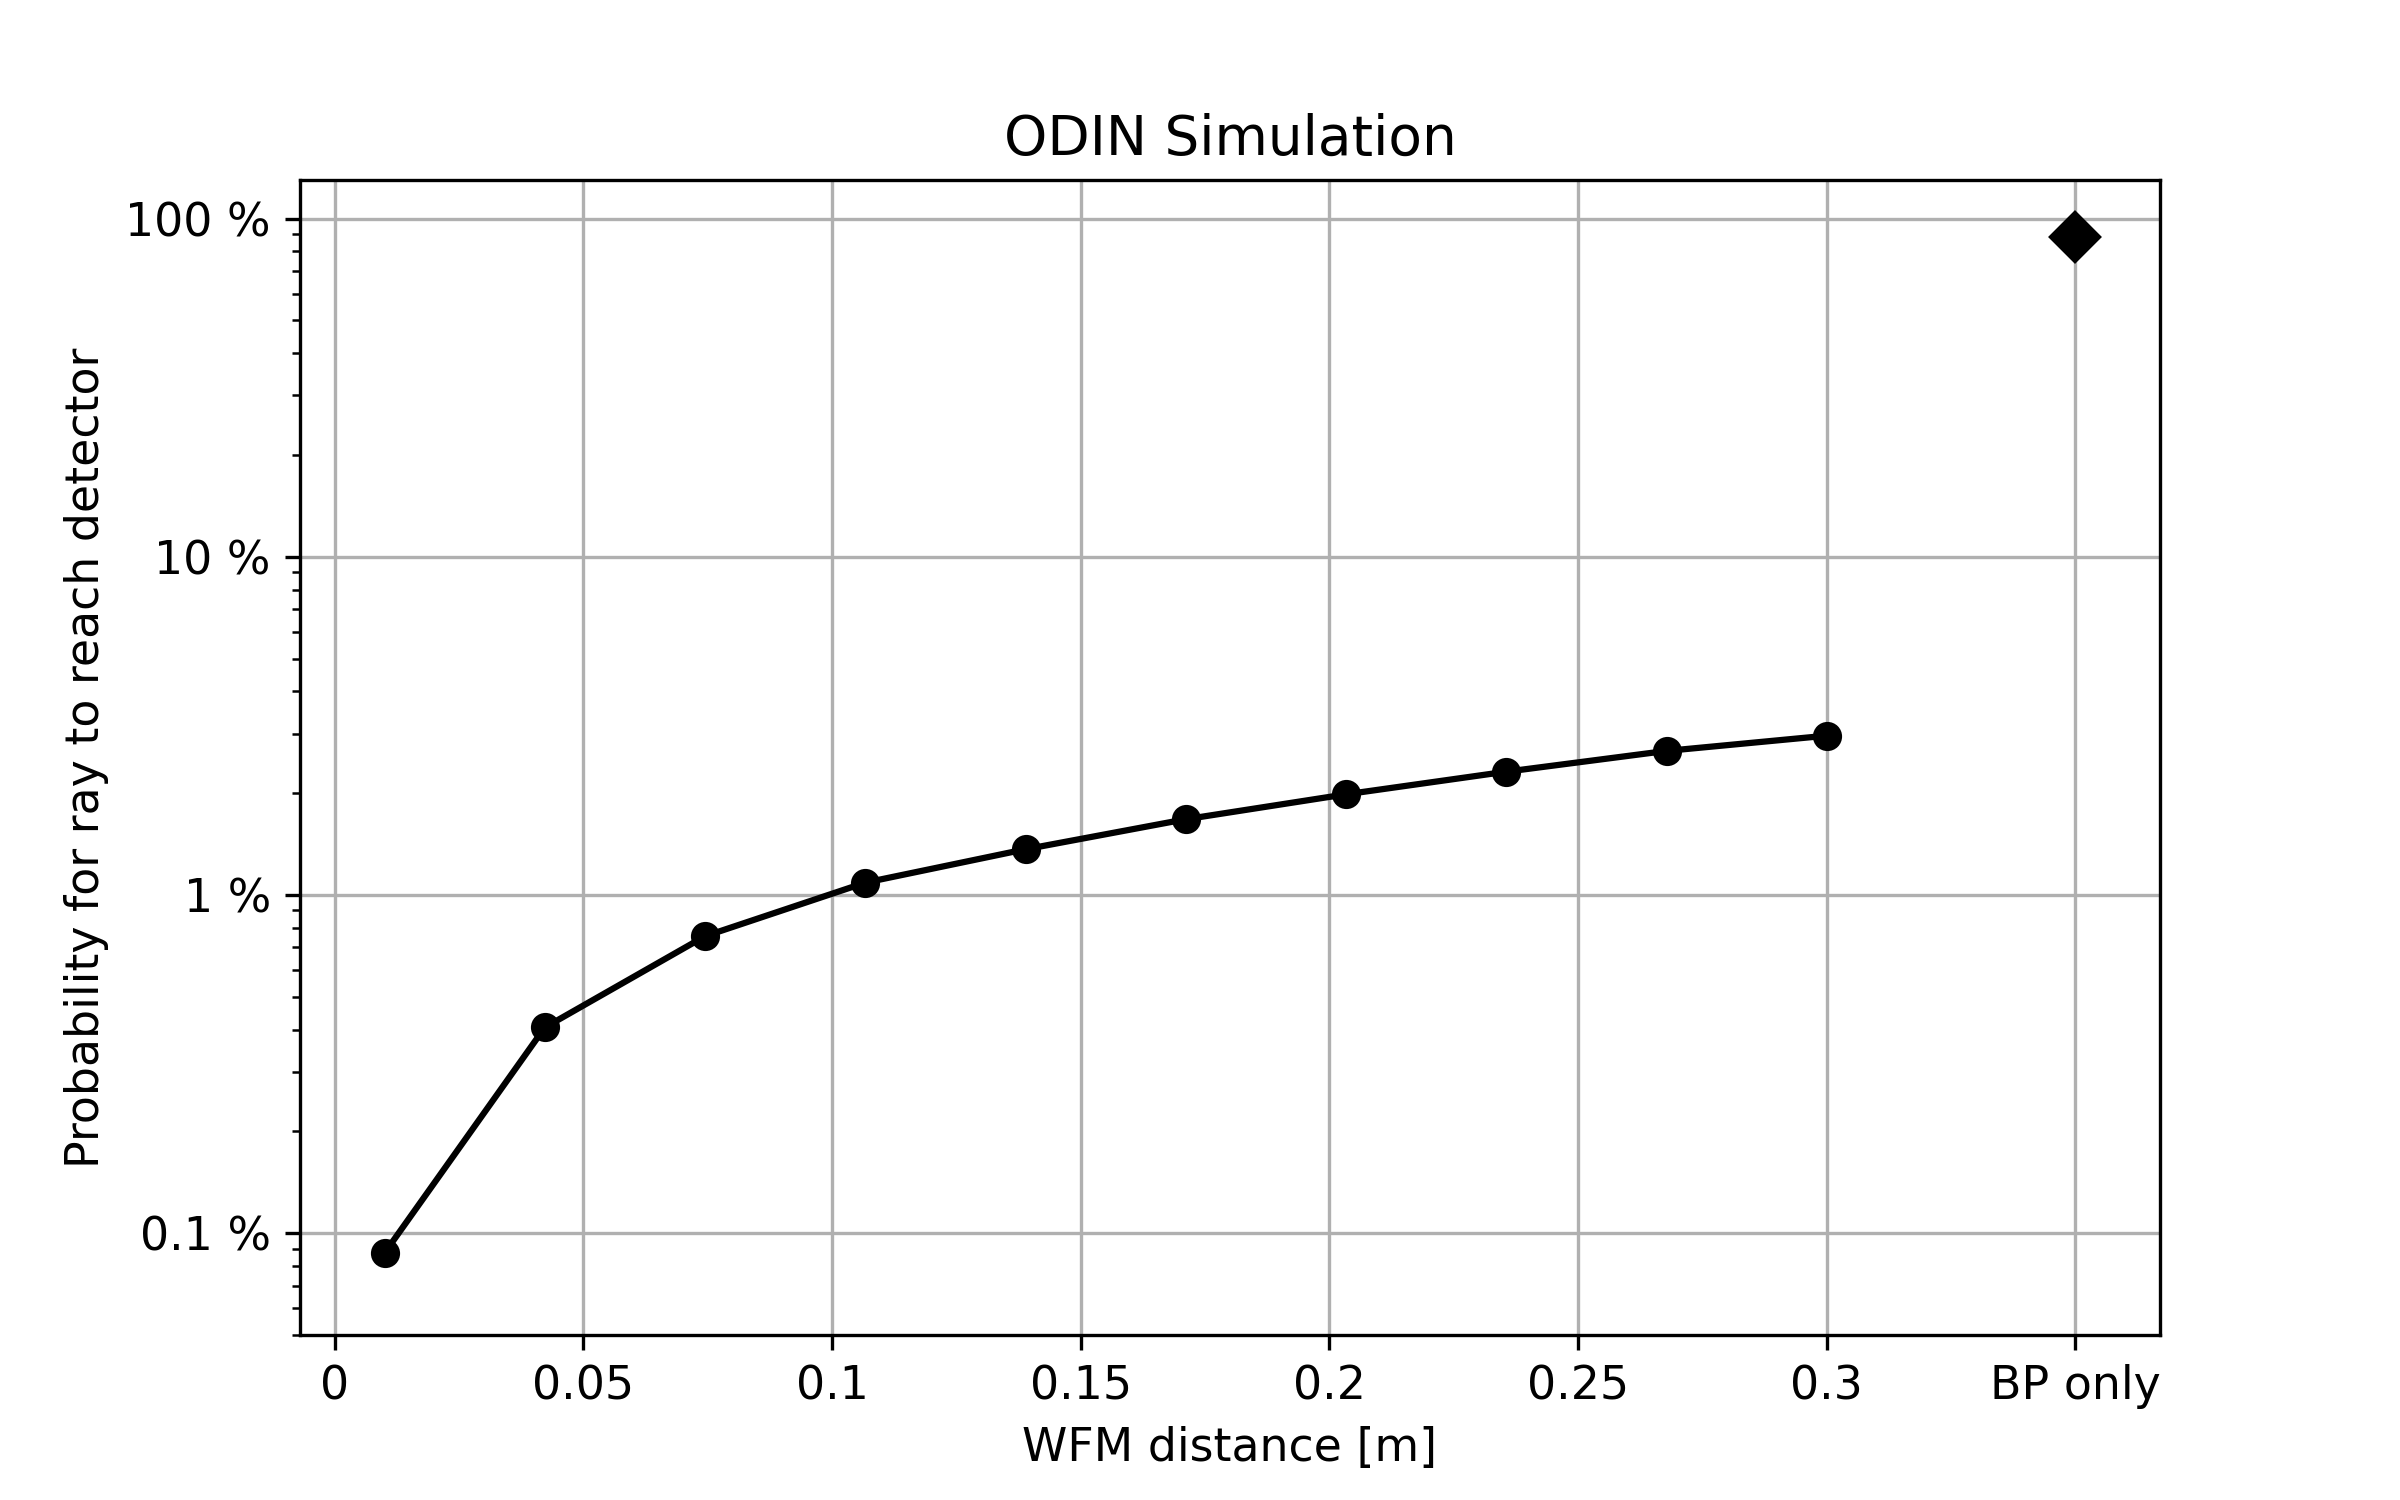 ODIN Simulation
Probability for ray to reach detector
100 %
10 %
1 %
0.1 %
0 0.05 0.1 0.15 0.2 0.25 0.3 BP only
WFM distance [m]